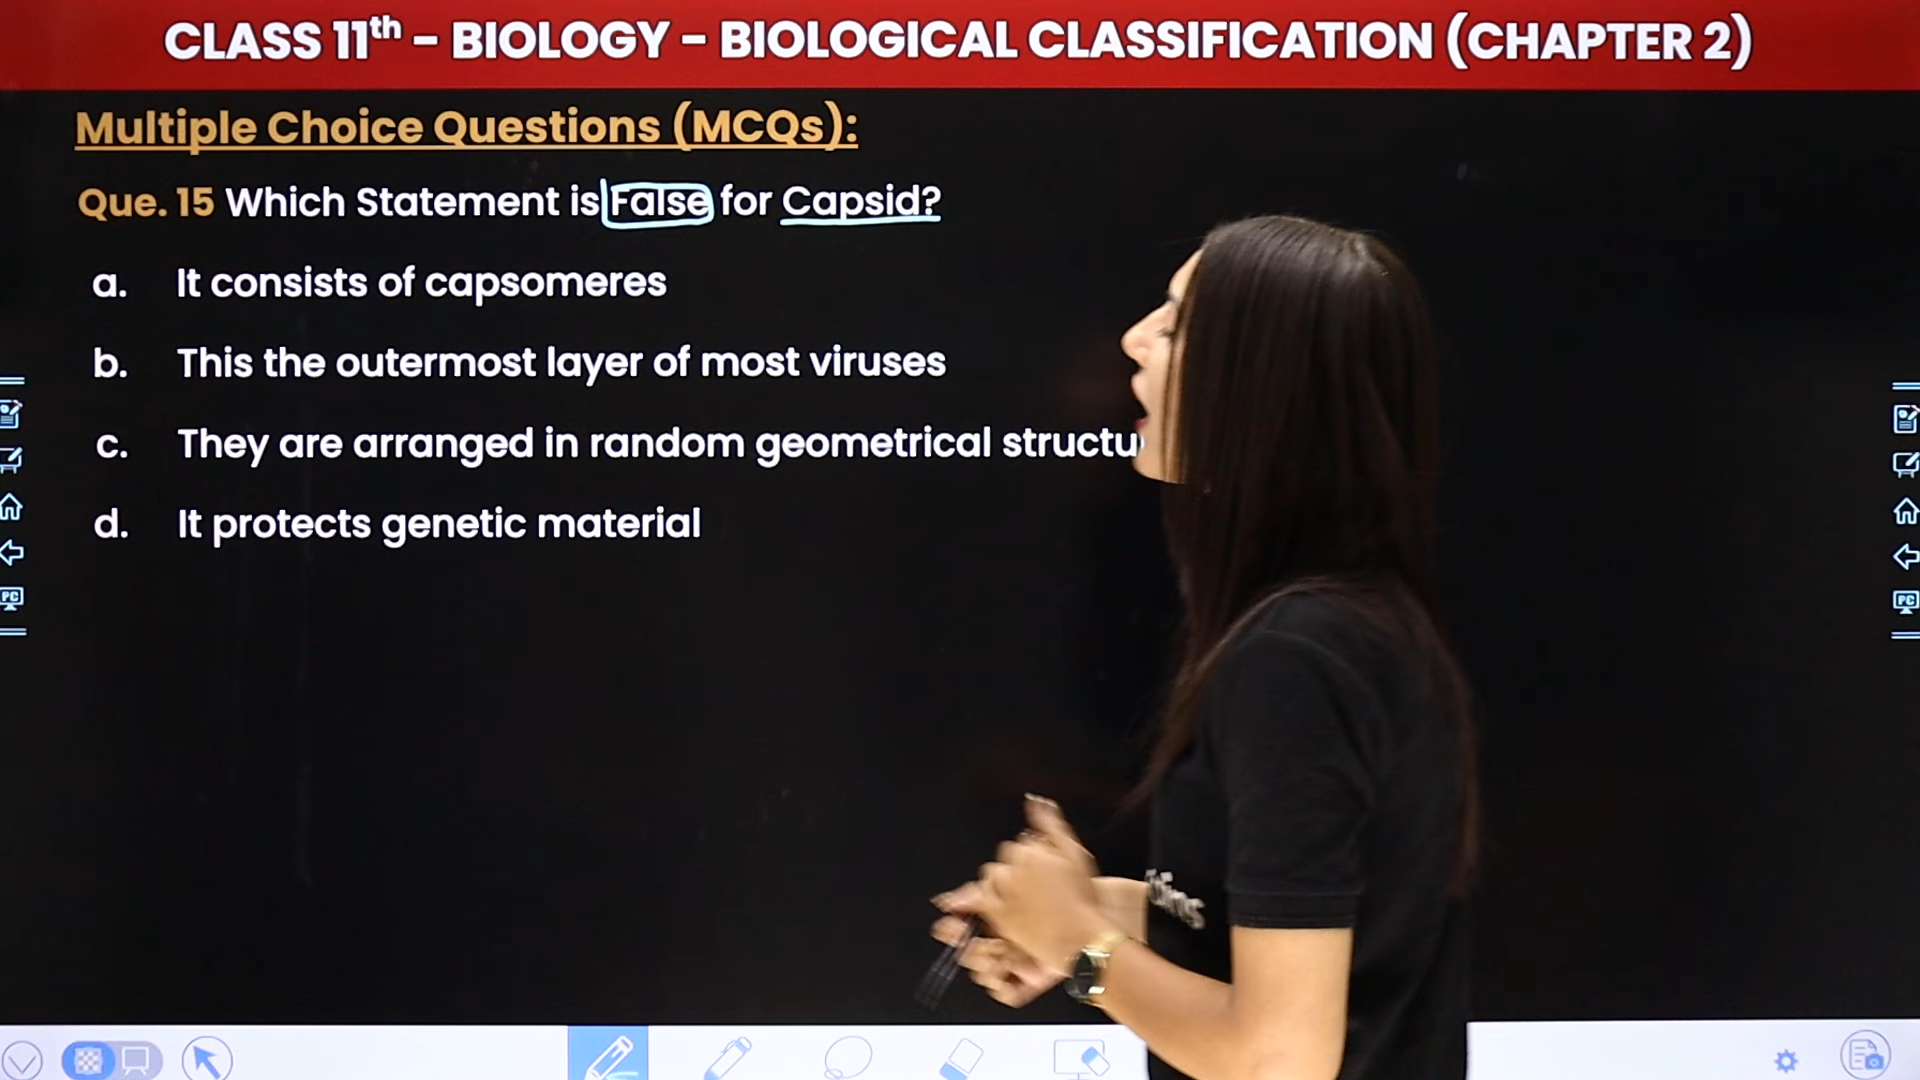 CLASS 11th - BIOLOGY - BIOLOGICAL CLASSIFICATION (CHAPTER 2)
Multiple Choice Questions (MCQs):
Que. 15 Which Statement is False for Capsid?
a. It consists of capsomeres
b. This the outermost layer of most viruses
c. They are arranged in random geometrical
d. It protects genetic material
PC
PC